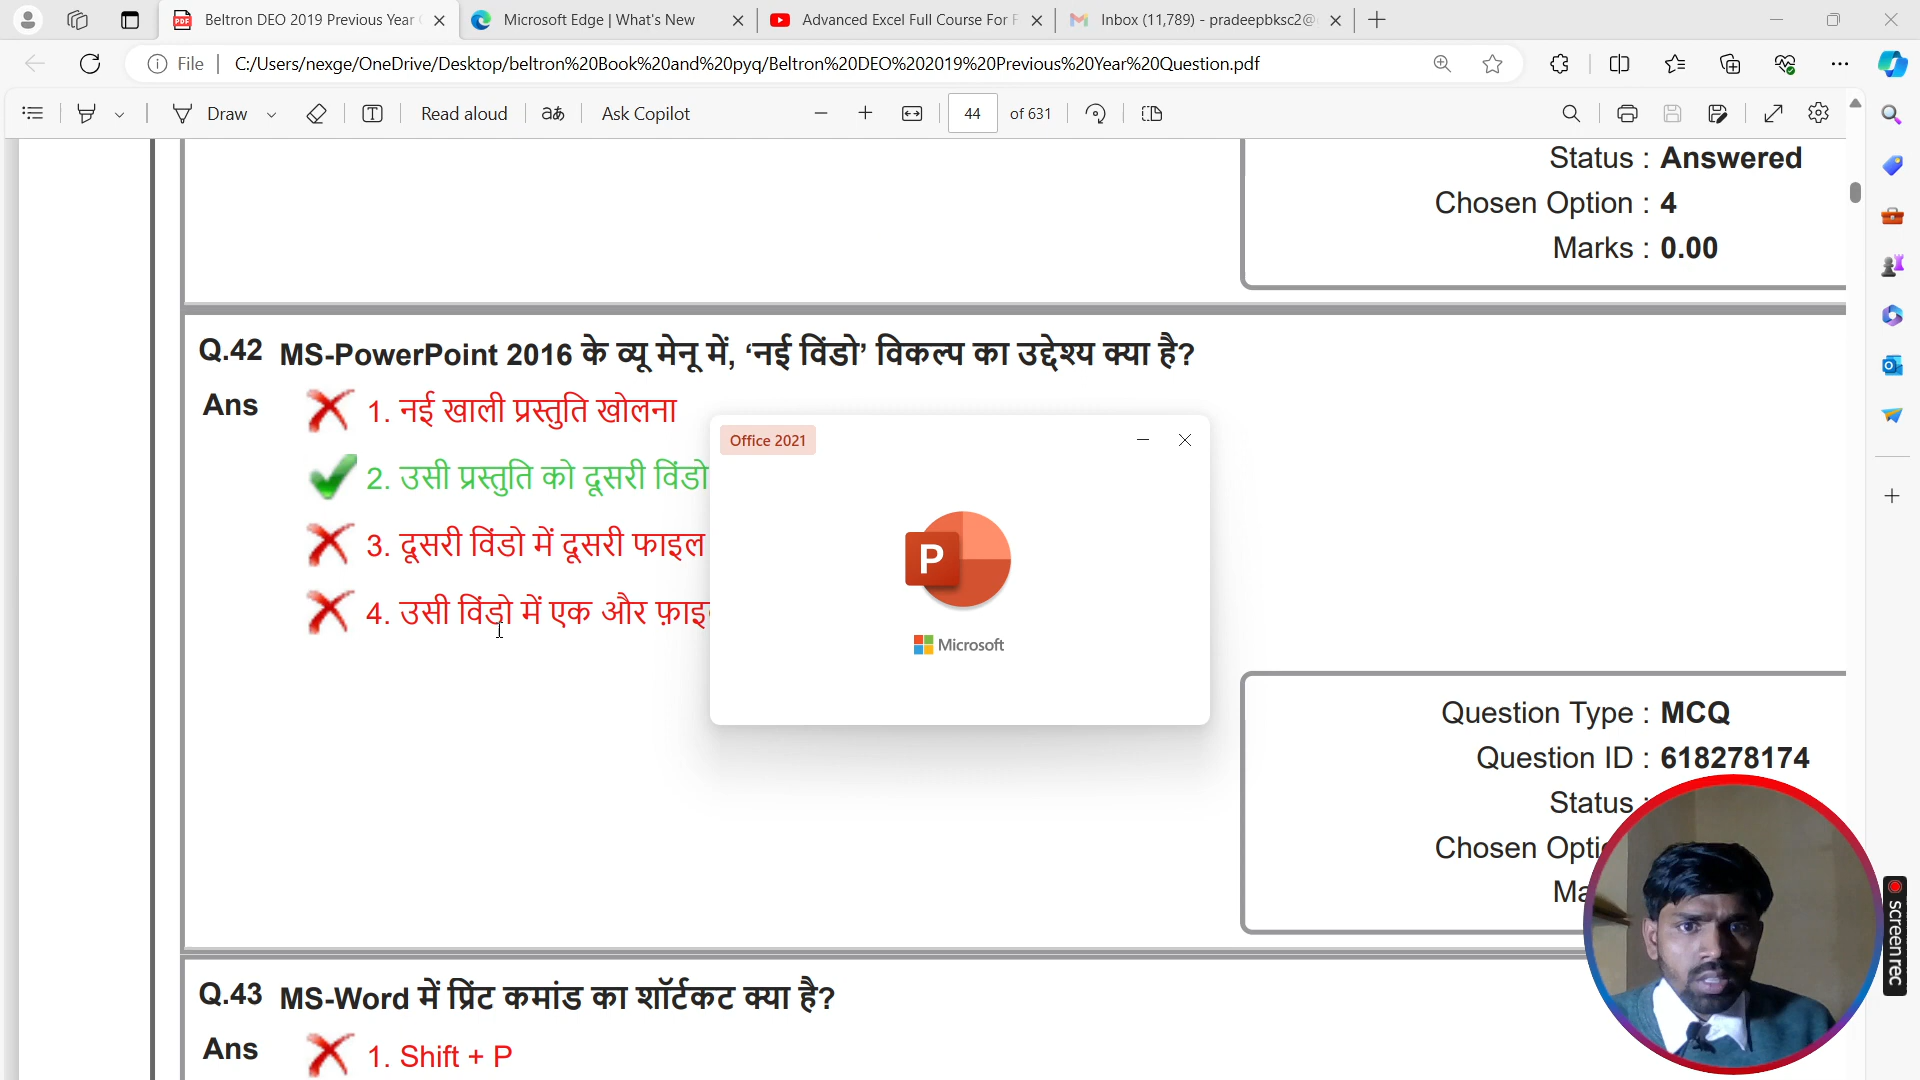 Beltron DEO 2019 Previous Year
Microsoft Edge | What's New
Advanced Excel Full Course For F
Inbox (11,789) - pradeepbksc2@
File
C:/Users/nexge/OneDrive/Desktop/beltron%20Book%20and%20pyq/Beltron%20DEO%202019%20Previous%20Year%20Question.pdf
Draw
Read aloud
aあ
Ask Copilot
44
of 631
Status : Answered
Chosen Option : 4
Marks : 0.00
Q.42 MS-PowerPoint 2016 के व्यू मेनू में, ‘नई विंडो’ विकल्प का उद्देश्य क्या है?
Ans
1. नई खाली प्रस्तुति खोलना
2. उसी प्रस्तुति को दूसरी विंडो
3. दूसरी विंडो में दूसरी फाइल
4. उसी विंडो में एक और
Office 2021
P
Microsoft
Question Type : MCQ
Question ID : 618278174
Status :
Chosen
Q.43 MS-Word में प्रिंट कमांड का शॉर्टकट क्या है?
Ans
1. Shift + P
screenrec